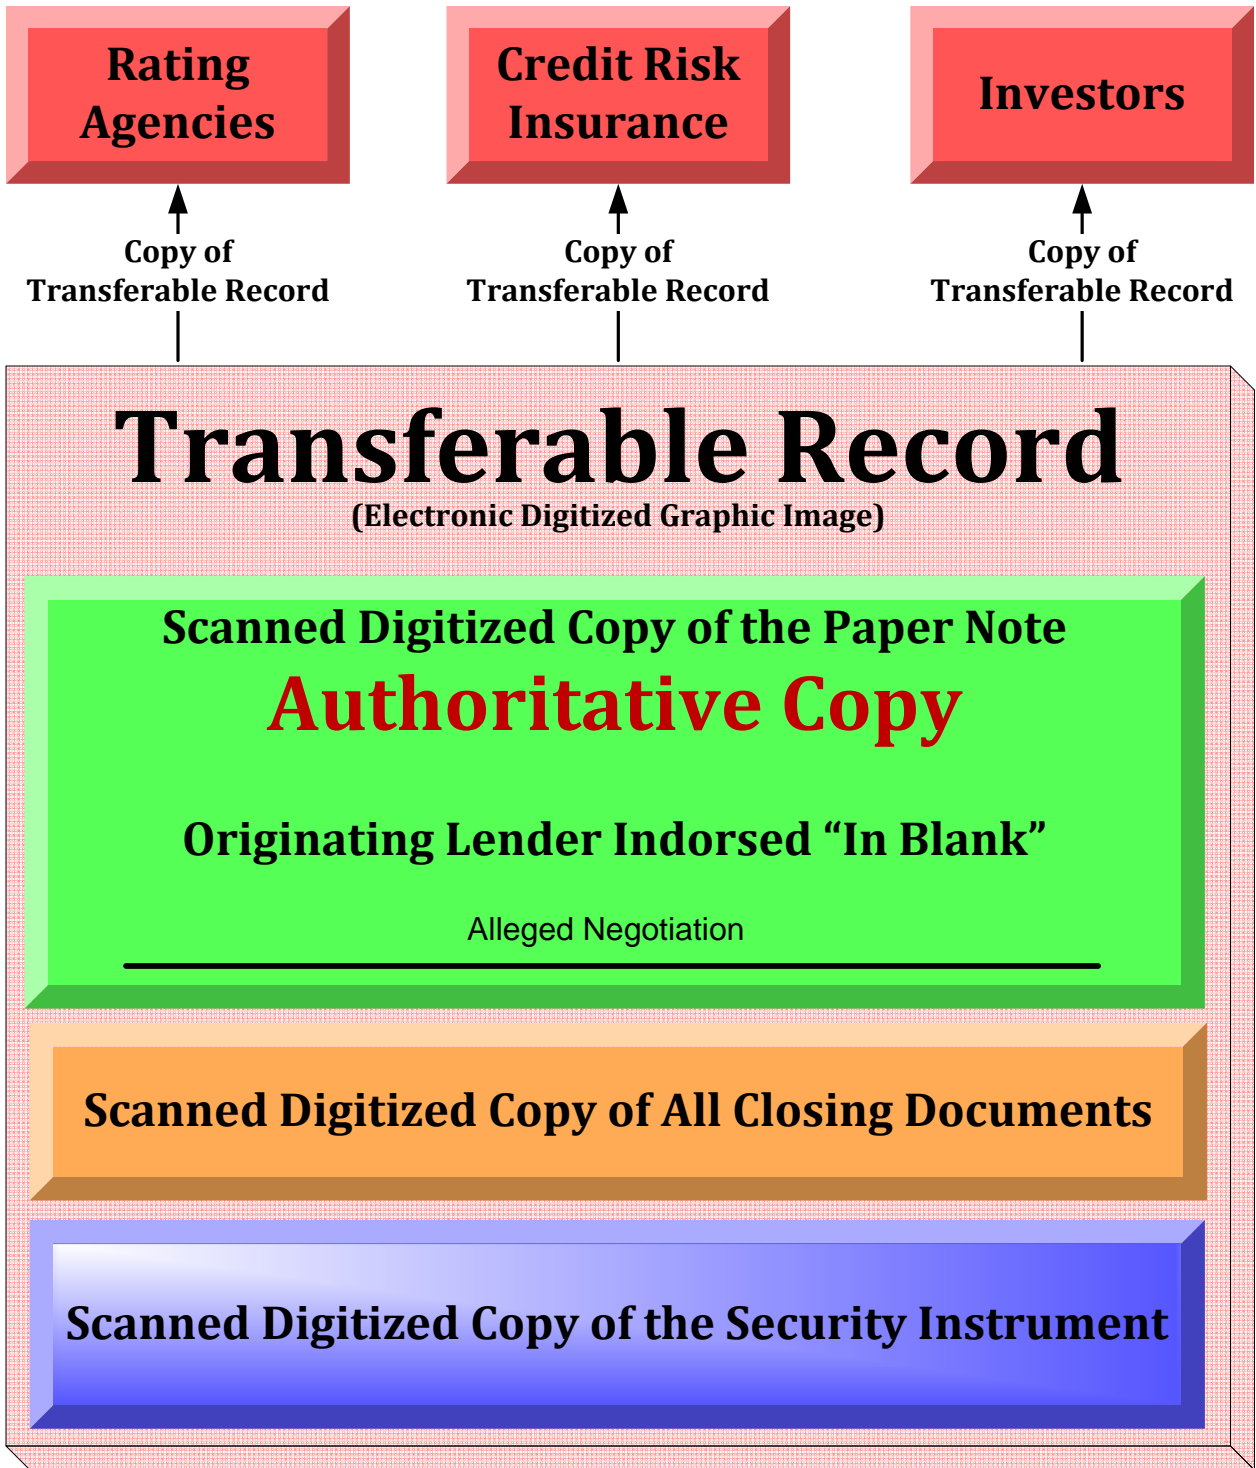 Rating
Agencies
Credit Risk
Insurance
Investors
Copy of
Transferable Record
Copy of
Transferable Record
Copy of
Transferable Record
Transferable Record
(Electronic Digitized Graphic Image)
Scanned Digitized Copy of the Paper Note
Authoritative Copy
Originating Lender Indorsed “In Blank”
Alleged Negotiation
Scanned Digitized Copy of All Closing Documents
Scanned Digitized Copy of the Security Instrument